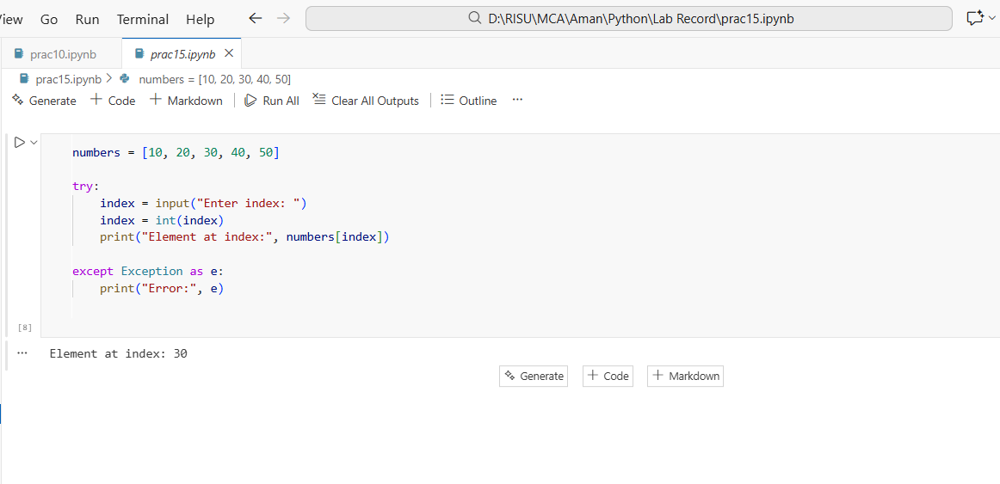 iew Go Run Terminal Help D:\RISU\MCA\Aman\Python\Lab Record\prac15.ipynb
prac10.ipynb prac15.ipynb
prac15.ipynb > numbers = [10, 20, 30, 40, 50]
Generate + Code + Markdown Run All Clear All Outputs Outline ...
numbers = [10, 20, 30, 40, 50]
try:
    index = input("Enter index: ")
    index = int(index)
    print("Element at index:", numbers[index])
except Exception as e:
    print("Error:", e)
[8]
... Element at index: 30
Generate + Code + Markdown